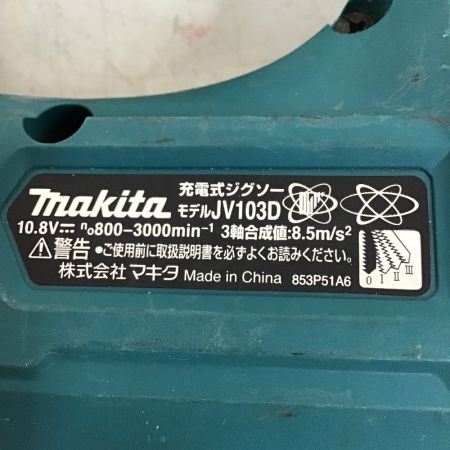 makita 充電式ジグソー
モデルJV103D
10.8V⎓ n₀800-3000min⁻¹ 3軸合成値:8.5m/s²
⚠警告 •ご使用前に取扱説明書を必ずよくお読みください。
株式会社マキタ Made in China 853P51A6
0 I II III